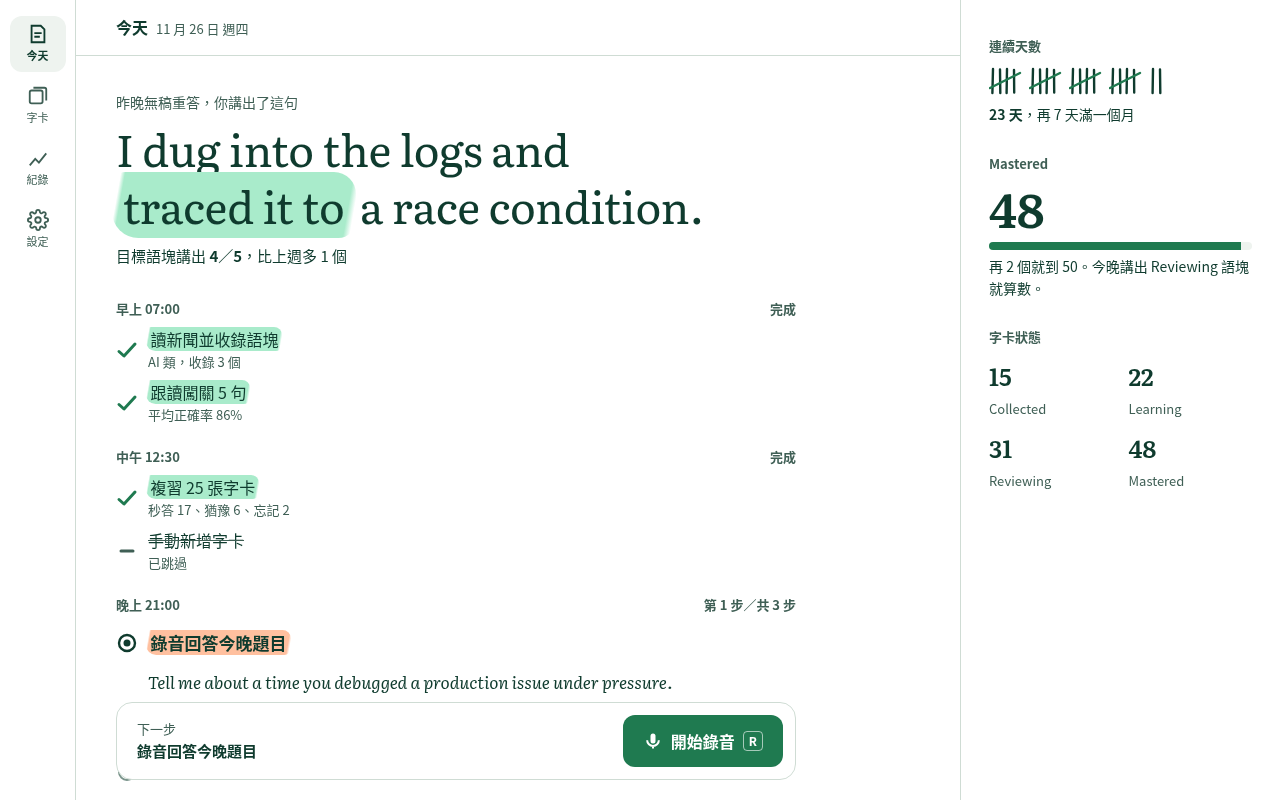 今天
字卡
紀錄
設定
今天 11 月 26 日 週四
昨晚無稿重答，你講出了這句
I dug into the logs and
traced it to a race condition.
目標語塊講出 4／5，比上週多 1 個
早上 07:00 完成
讀新聞並收錄語塊
AI 類，收錄 3 個
跟讀闖關 5 句
平均正確率 86%
中午 12:30 完成
複習 25 張字卡
秒答 17、猶豫 6、忘記 2
手動新增字卡
已跳過
晚上 21:00 第 1 步／共 3 步
錄音回答今晚題目
Tell me about a time you debugged a production issue under pressure.
下一步
錄音回答今晚題目
開始錄音 R
連續天數
23 天，再 7 天滿一個月
Mastered
48
再 2 個就到 50。今晚講出 Reviewing 語塊
就算數。
字卡狀態
15 22
Collected Learning
31 48
Reviewing Mastered